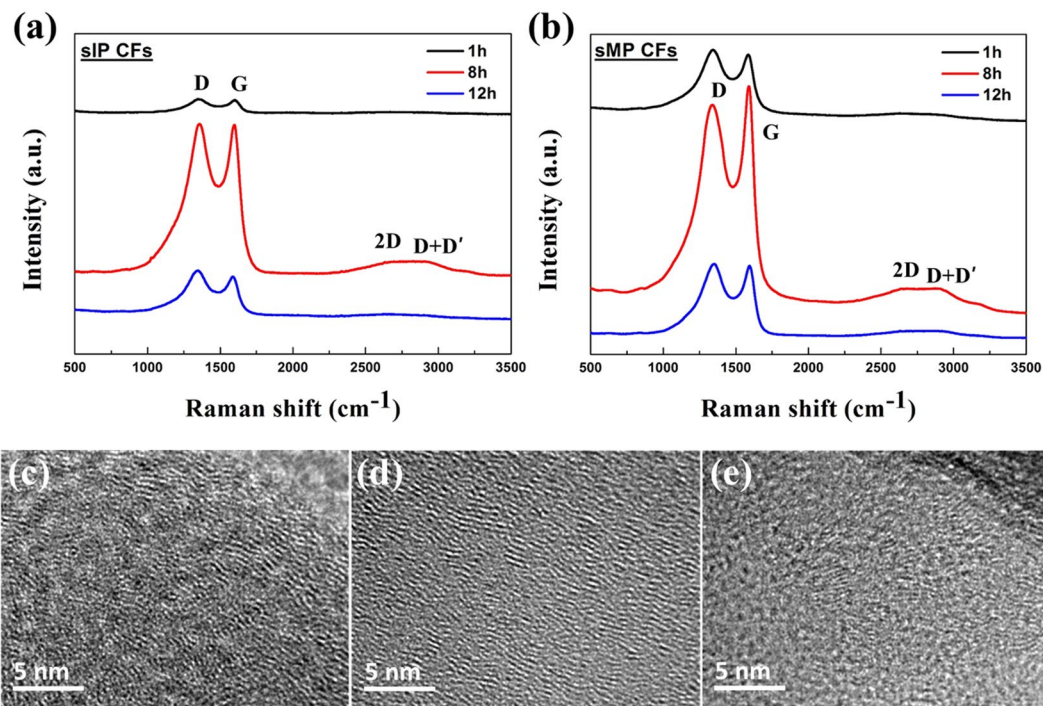 (a)
sIP CFs
1h
8h
12h
D
G
2D
D+D′
Intensity (a.u.)
500
1000
1500
2000
2500
3000
3500
Raman shift (cm-1)
(b)
sMP CFs
1h
8h
12h
D
G
2D
D+D′
Intensity (a.u.)
500
1000
1500
2000
2500
3000
3500
Raman shift (cm-1)
(c)
5 nm
(d)
5 nm
(e)
5 nm